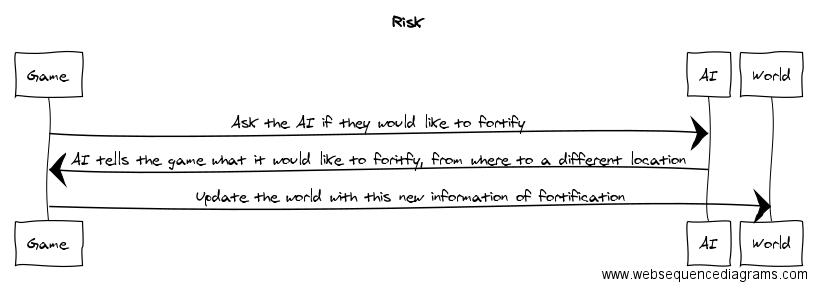 Risk
Game
AI
World
Ask the AI if they would like to fortify
AI tells the game what it would like to foritfy, from where to a different location
Update the world with this new information of fortification
Game
AI
World
www.websequencediagrams.com